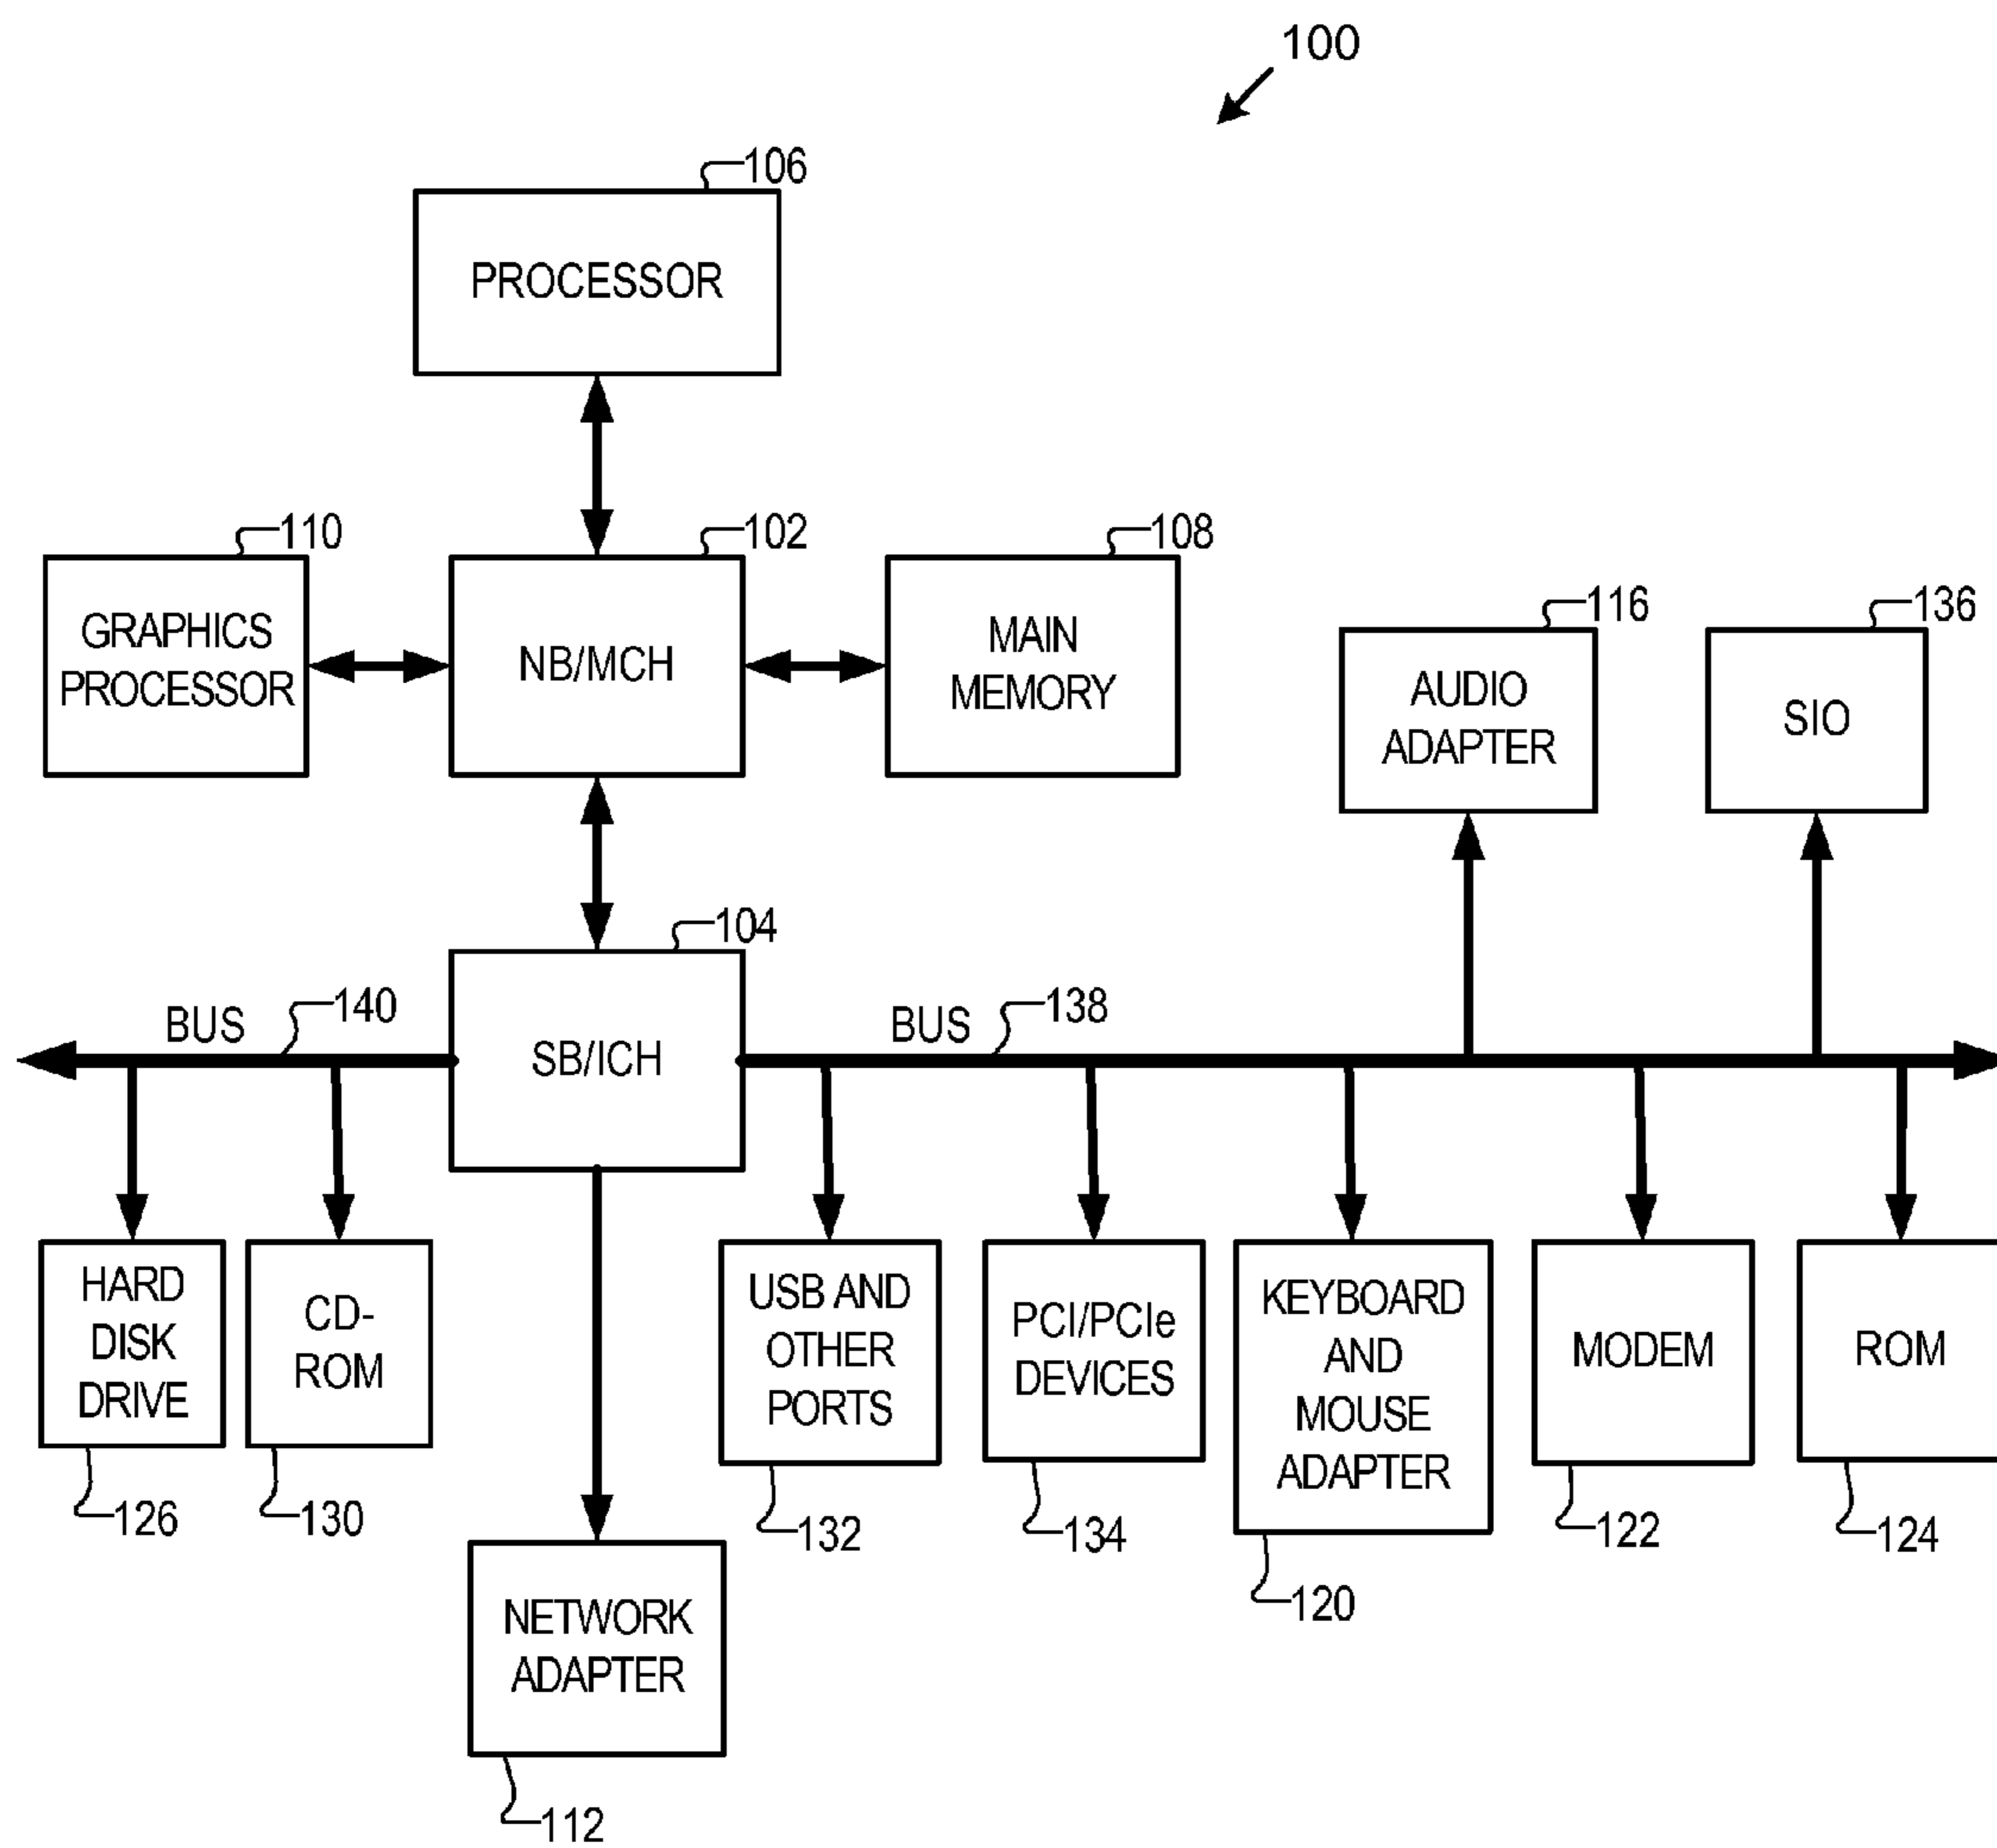 100
106
PROCESSOR
110
102
108
GRAPHICS
PROCESSOR
NB/MCH
MAIN
MEMORY
116
136
AUDIO
ADAPTER
SIO
104
BUS
140
SB/ICH
BUS
138
HARD
DISK
DRIVE
CD-
ROM
USB AND
OTHER
PORTS
PCI/PCIe
DEVICES
KEYBOARD
AND
MOUSE
ADAPTER
MODEM
ROM
126
130
132
134
120
122
124
NETWORK
ADAPTER
112